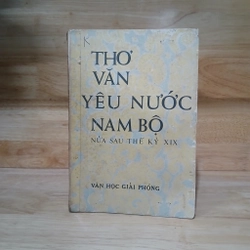 THƠ
VĂN
YÊU NƯỚC
NAM BỘ
NỬA SAU THẾ KỶ XIX
VĂN HỌC GIẢI PHÓNG